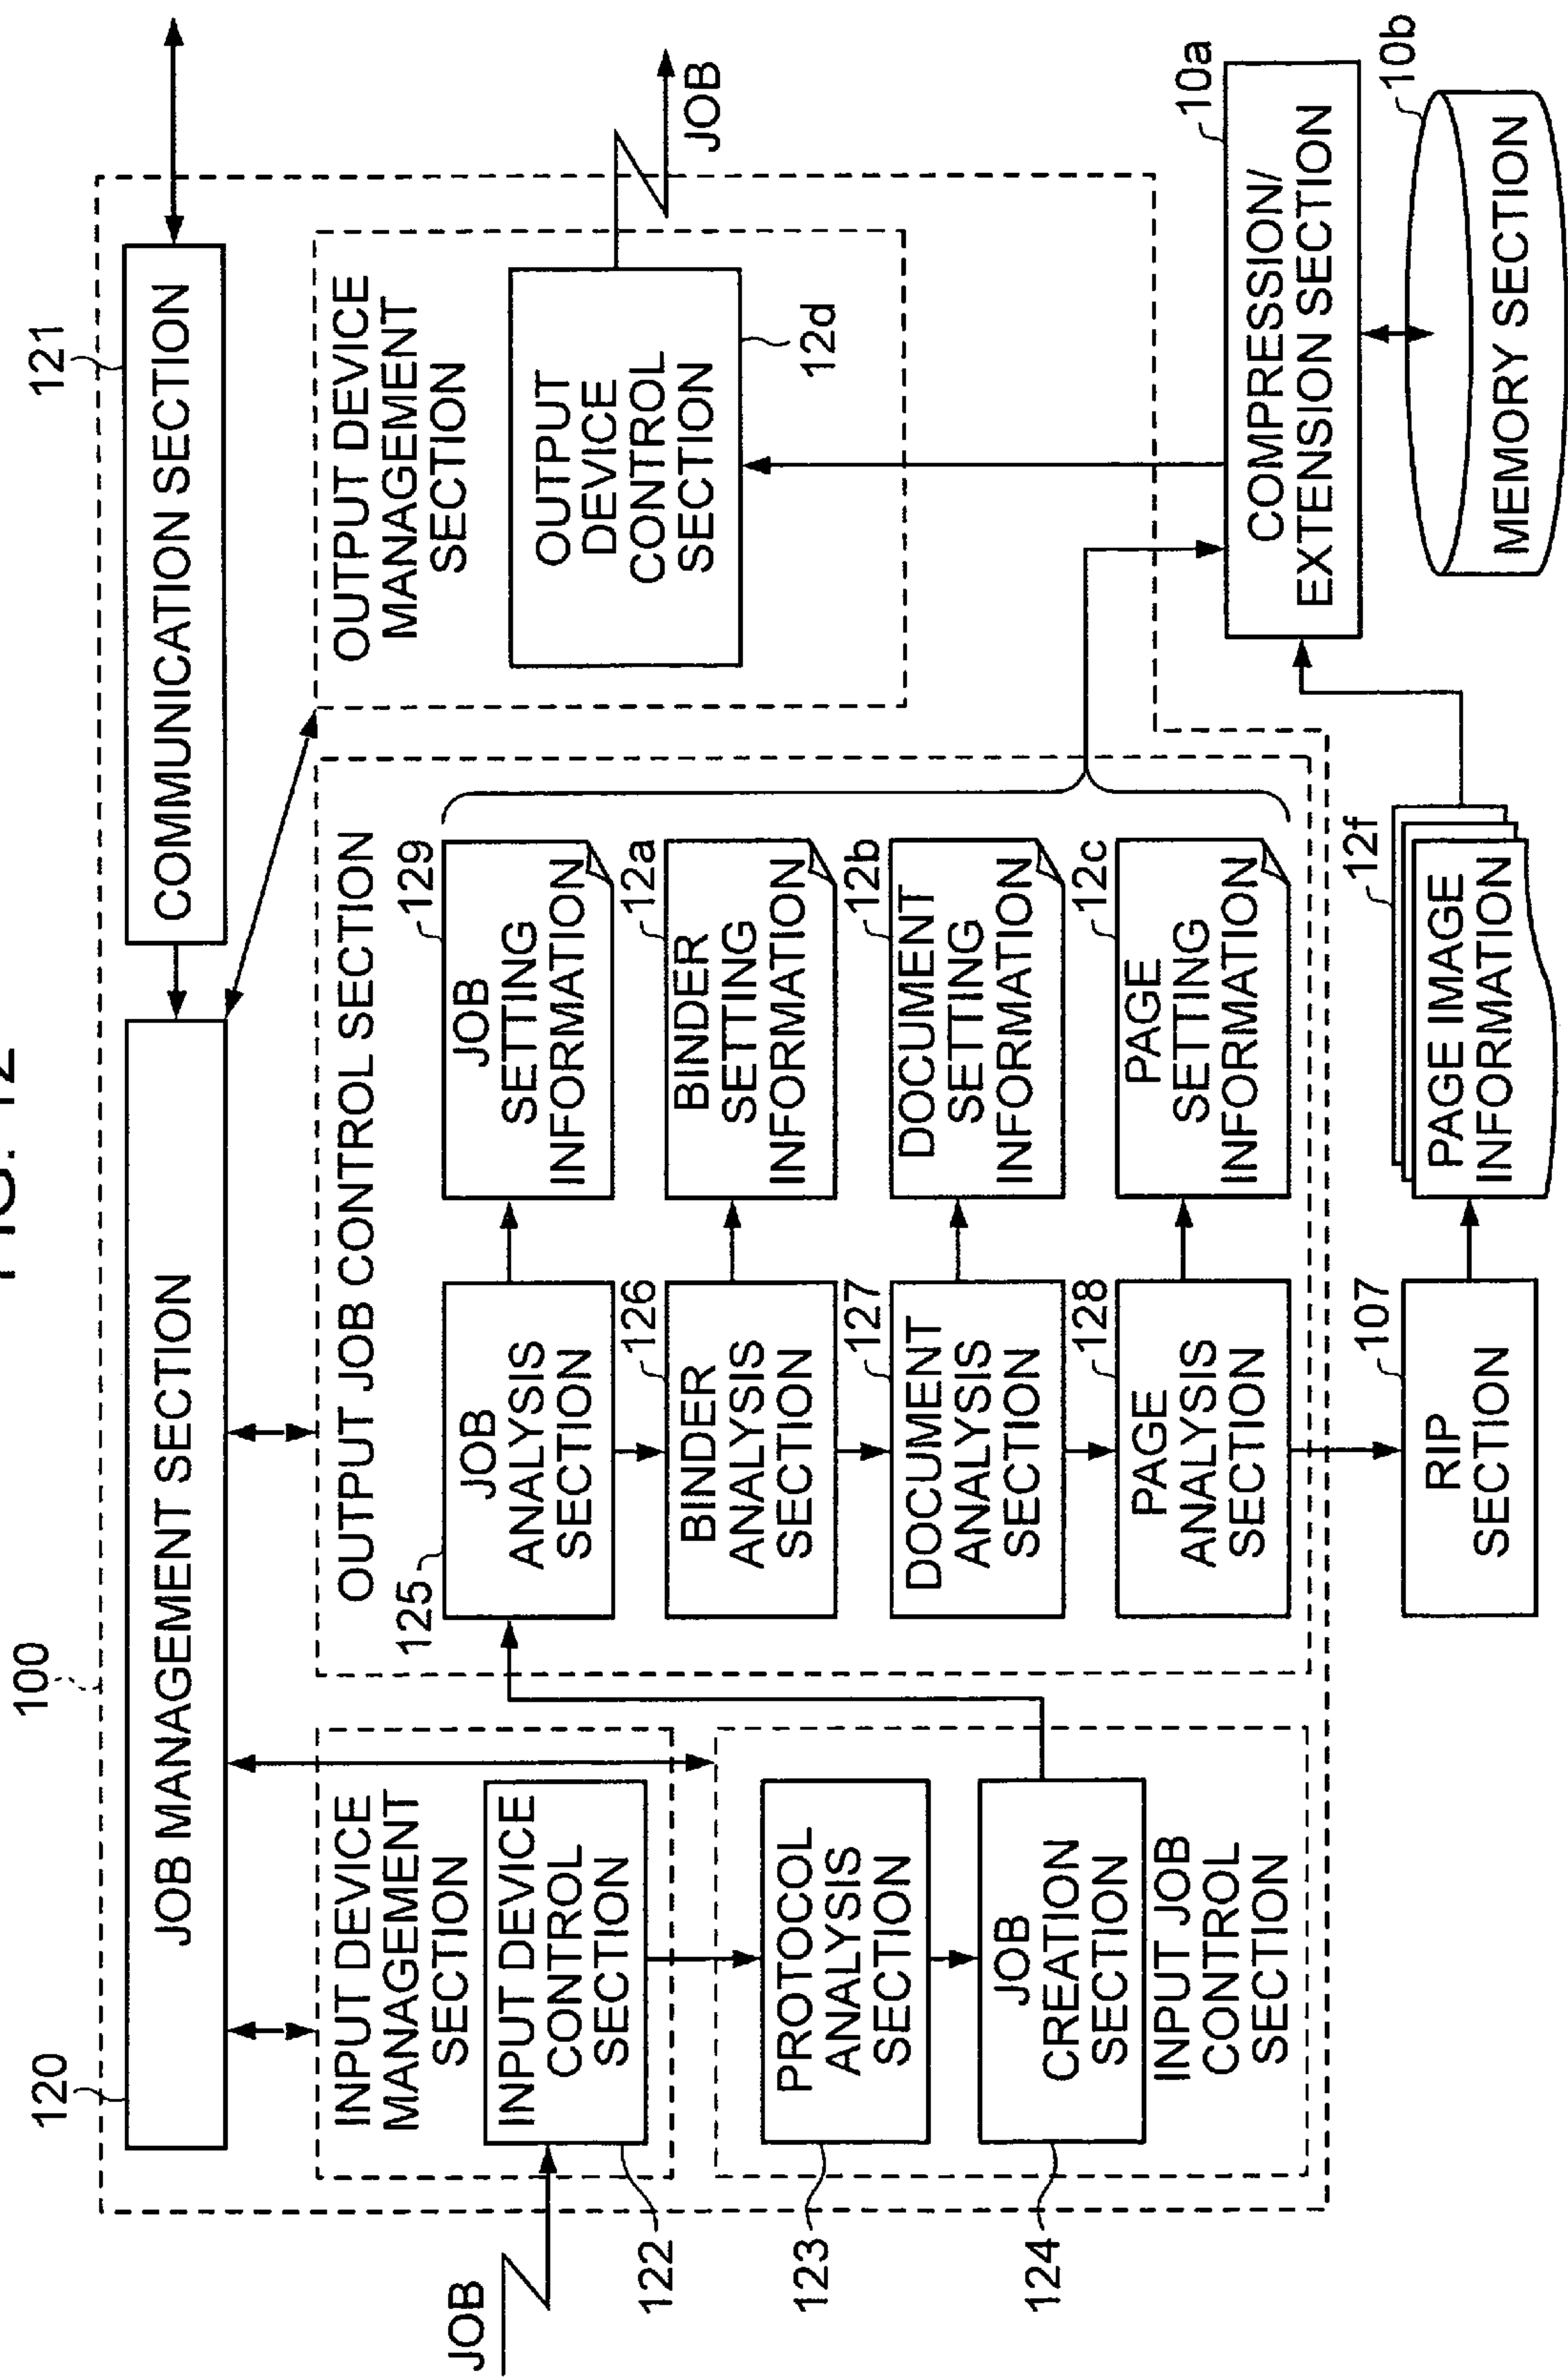 FIG. 12
100
120
JOB MANAGEMENT SECTION
121
COMMUNICATION SECTION
JOB
INPUT DEVICE
MANAGEMENT
SECTION
INPUT DEVICE
CONTROL
SECTION
122
PROTOCOL
ANALYSIS
SECTION
123
JOB
CREATION
SECTION
124
INPUT JOB
CONTROL
SECTION
OUTPUT JOB CONTROL SECTION
125
JOB
ANALYSIS
SECTION
129
JOB
SETTING
INFORMATION
126
BINDER
ANALYSIS
SECTION
12a
BINDER
SETTING
INFORMATION
127
DOCUMENT
ANALYSIS
SECTION
12b
DOCUMENT
SETTING
INFORMATION
128
PAGE
ANALYSIS
SECTION
12c
PAGE
SETTING
INFORMATION
107
RIP
SECTION
12f
PAGE IMAGE
INFORMATION
OUTPUT DEVICE
MANAGEMENT
SECTION
OUTPUT
DEVICE
CONTROL
SECTION
12d
JOB
10a
COMPRESSION/
EXTENSION SECTION
10b
MEMORY SECTION